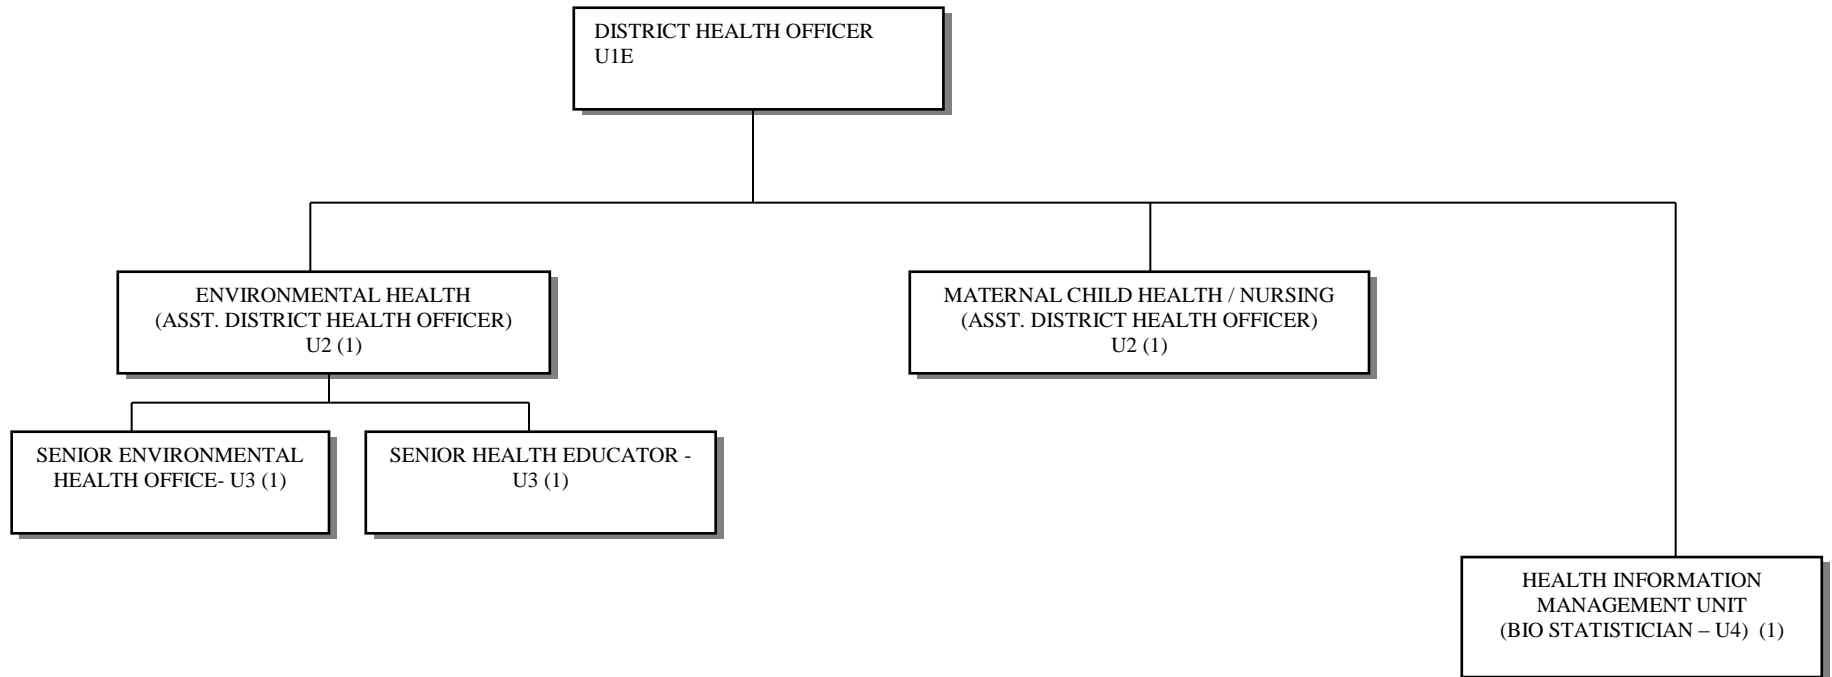 DISTRICT HEALTH OFFICER
U1E
ENVIRONMENTAL HEALTH
(ASST. DISTRICT HEALTH OFFICER)
U2 (1)
MATERNAL CHILD HEALTH / NURSING
(ASST. DISTRICT HEALTH OFFICER)
U2 (1)
SENIOR ENVIRONMENTAL
HEALTH OFFICE- U3 (1)
SENIOR HEALTH EDUCATOR -
U3 (1)
HEALTH INFORMATION
MANAGEMENT UNIT
(BIO STATISTICIAN – U4) (1)